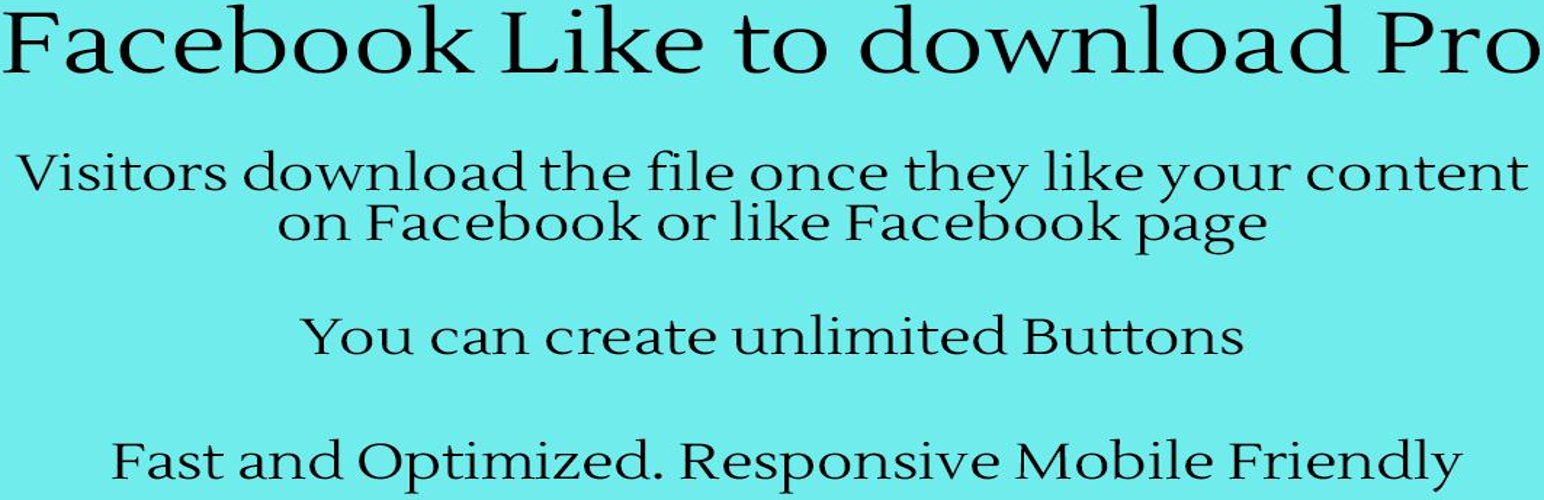 Facebook Like to download Pro
Visitors download the file once they like your content
on Facebook or like Facebook page
You can create unlimited Buttons
Fast and Optimized. Responsive Mobile Friendly